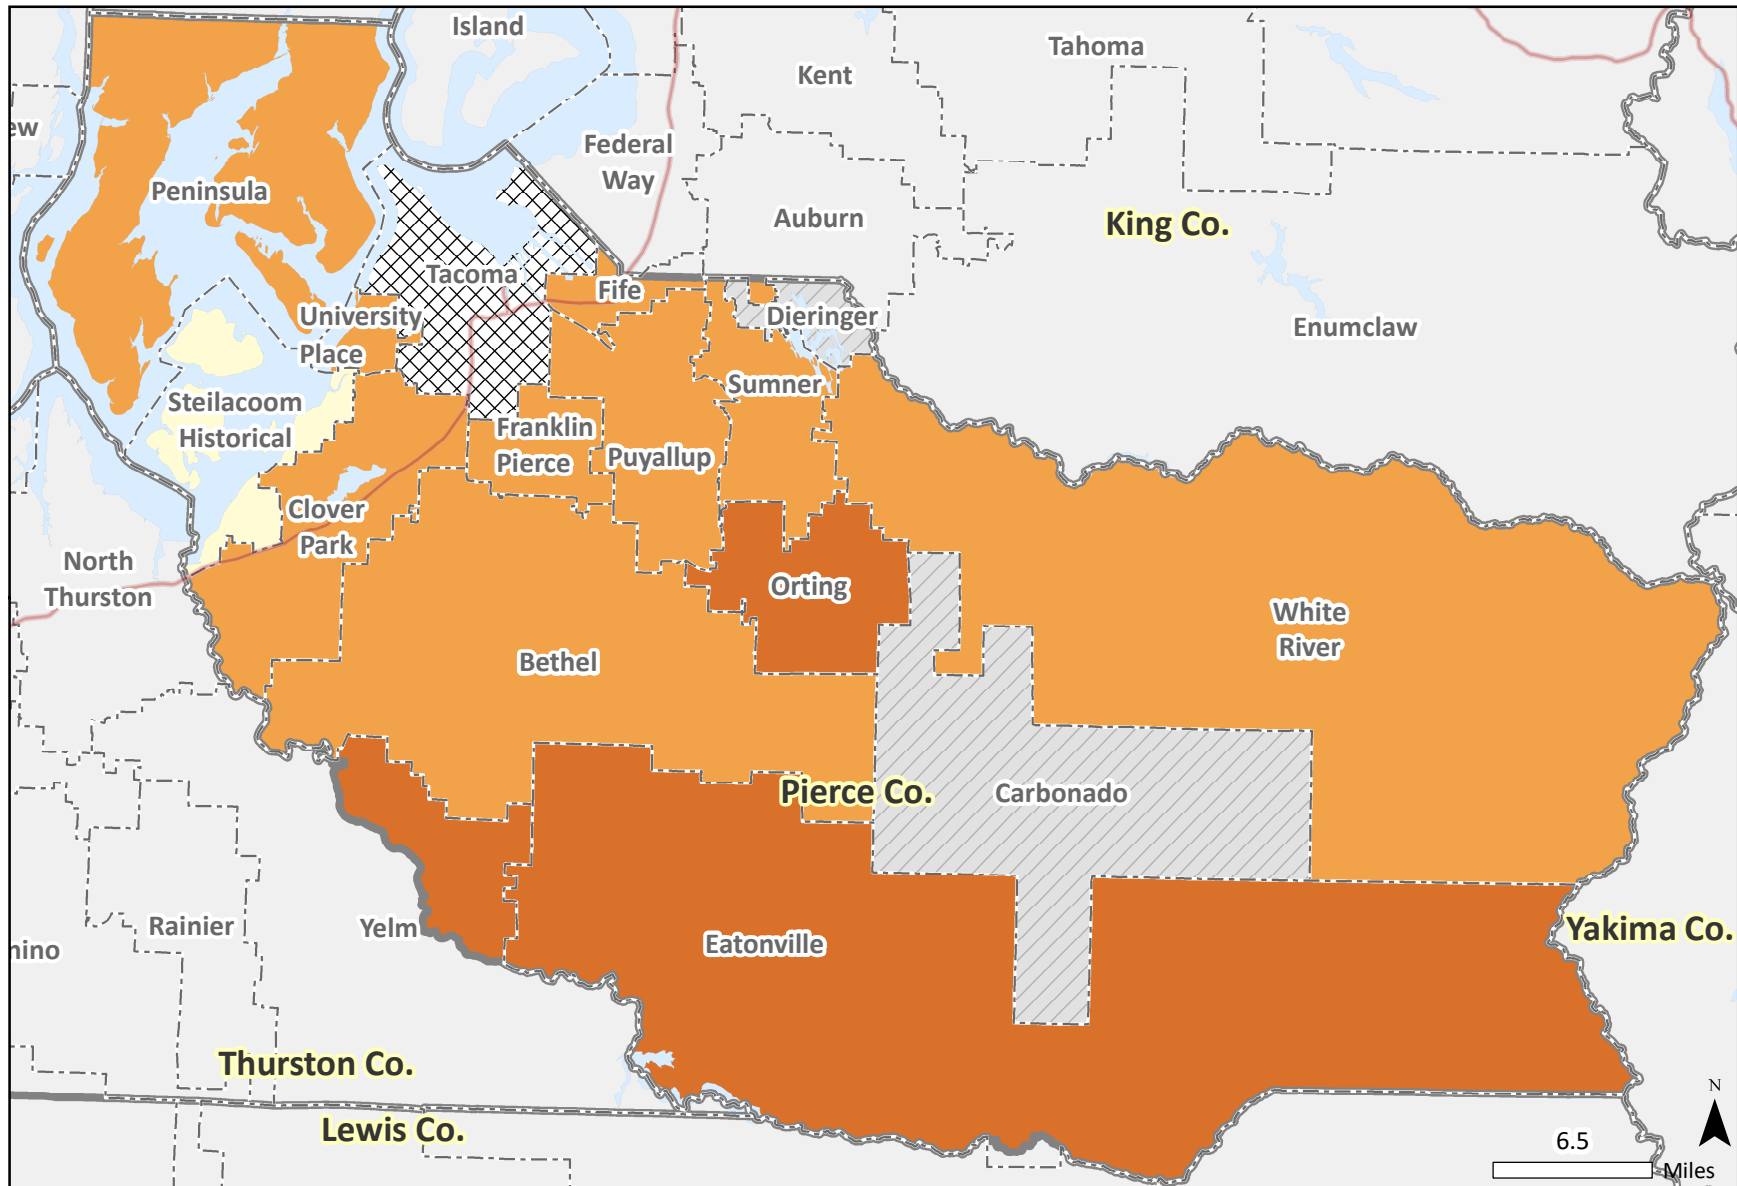 Island
Tahoma
Kent
ew
Federal
Way
Peninsula
Auburn
King Co.
Tacoma
Fife
University
Place
Dieringer
Enumclaw
Sumner
Steilacoom
Historical
Franklin
Pierce
Puyallup
Clover
Park
North
Thurston
Orting
White
River
Bethel
Pierce Co.
Carbonado
Rainier
Yelm
Eatonville
Yakima Co.
nino
Thurston Co.
Lewis Co.
N
6.5
Miles